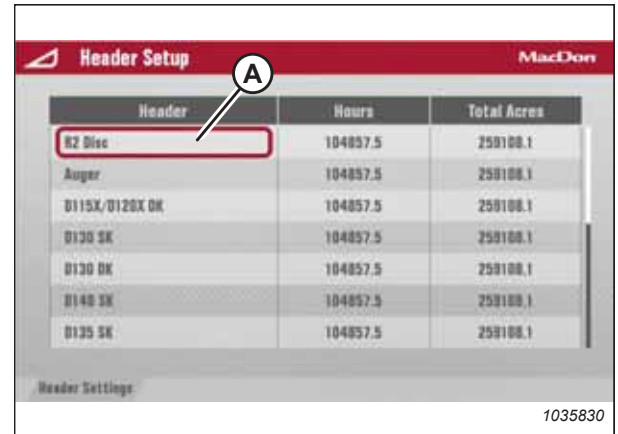 Header Setup
MacDon
A
Header Hours Total Acres
R2 Disc 104857.5 259108.1
Auger 104857.5 259108.1
D115X/D120X DK 104857.5 259108.1
D130 SK 104857.5 259108.1
D130 DK 104857.5 259108.1
D140 SK 104857.5 259108.1
D135 SK 104857.5 259108.1
Header Settings
1035830